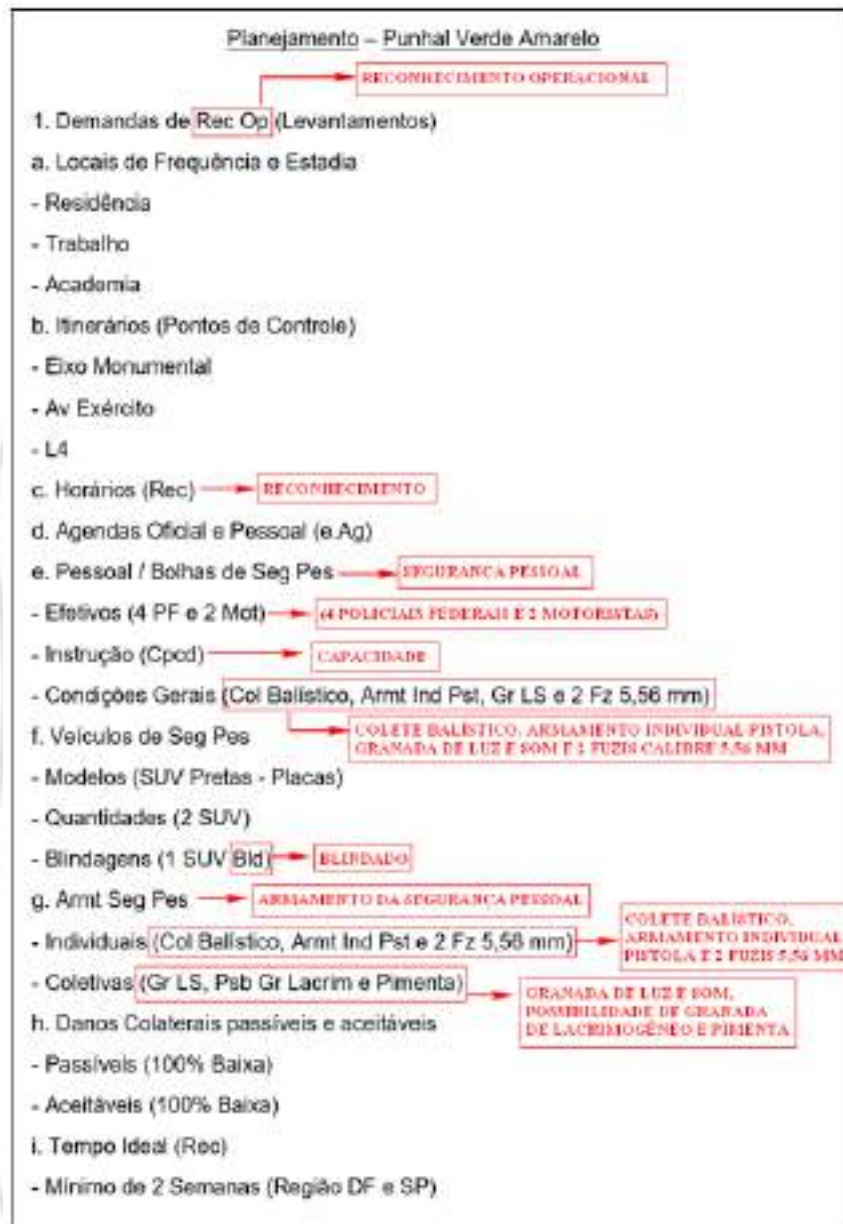 Planejamento – Punhal Verde Amarelo
RECONHECIMENTO OPERACIONAL
1. Demandas de Rec Op (Levantamentos)
a. Locais de Frequência e Estadia
- Residência
- Trabalho
- Academia
b. Itinerários (Pontos de Controle)
- Eixo Monumental
- Av Exército
- L4
c. Horários (Rec) RECONHECIMENTO
d. Agendas Oficial e Pessoal (e.Ag)
e. Pessoal / Bolhas de Seg Pes SEGURANCA PESSOAL
- Efetivos (4 PF e 2 Mot) (4 POLICIAIS FEDERAIS E 2 MOTORISTAS)
- Instrução (Cpcd) CAPACIDADE
- Condições Gerais (Col Balístico, Armt Ind Pst, Gr LS e 2 Fz 5,56 mm)
COLETE BALÍSTICO, ARMAMENTO INDIVIDUAL PISTOLA,
GRANADA DE LUZ E SOM E 2 FUZIS CALIBRE 5,56 MM
f. Veículos de Seg Pes
- Modelos (SUV Pretas - Placas)
- Quantidades (2 SUV)
- Blindagens (1 SUV Bld) BLINDADO
g. Armt Seg Pes ARMAMENTO DA SEGURANCA PESSOAL
- Individuais (Col Balístico, Armt Ind Pst e 2 Fz 5,56 mm)
COLETE BALÍSTICO,
ARMAMENTO INDIVIDUAL
PISTOLA E 2 FUZIS 5,56 MM
- Coletivas (Gr LS, Psb Gr Lacrim e Pimenta)
GRANADA DE LUZ E SOM,
POSSIBILIDADE DE GRANADA
DE LACRIMOGÊNEO E PIMENTA
h. Danos Colaterais passíveis e aceitáveis
- Passíveis (100% Baixa)
- Aceitáveis (100% Baixa)
i. Tempo Ideal (Rec)
- Mínimo de 2 Semanas (Região DF e SP)